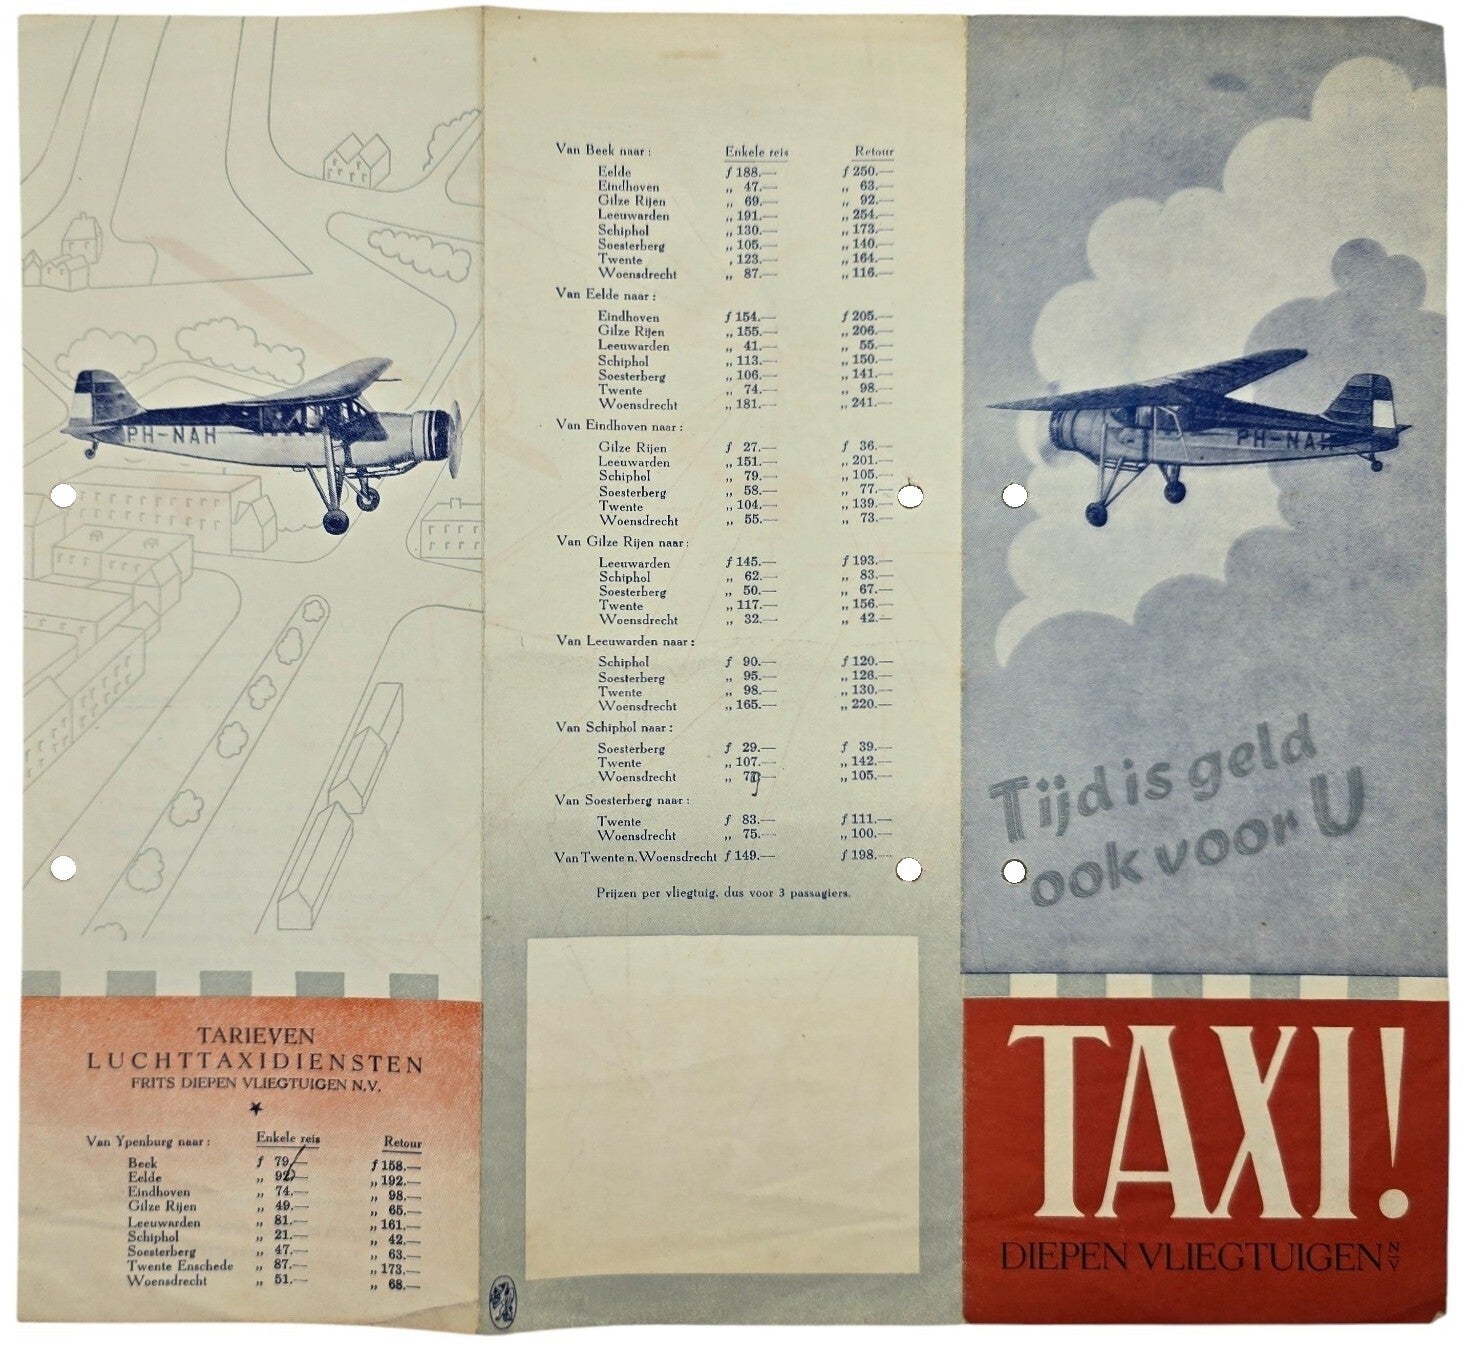 PH-NAH
TARIEVEN
LUCHTTAXIDIENSTEN
FRITS DIEPEN VLIEGTUIGEN N.V.
Van Ypenburg naar : Enkele reis Retour
Beek f 79.— f 158.—
Eelde „ 92.— „ 192.—
Eindhoven „ 74.— „ 98.—
Gilze Rijen „ 49.— „ 65.—
Leeuwarden „ 81.— „ 161.—
Schiphol „ 21.— „ 42.—
Soesterberg „ 47.— „ 63.—
Twente Enschede „ 87.— „ 173.—
Woensdrecht „ 51.— „ 68.—
Van Beek naar : Enkele reis Retour
Eelde f 188.— f 250.—
Eindhoven „ 47.— „ 63.—
Gilze Rijen „ 69.— „ 92.—
Leeuwarden „ 191.— „ 254.—
Schiphol „ 130.— „ 173.—
Soesterberg „ 105.— „ 140.—
Twente , 123.— „ 164.—
Woensdrecht „ 87.— „ 116.—
Van Eelde naar :
Eindhoven f 154.— f 205.—
Gilze Rijen „ 155.— „ 206.—
Leeuwarden „ 41.— „ 55.—
Schiphol „ 113.— „ 150.—
Soesterberg „ 106.— „ 141.—
Twente „ 74.— „ 98.—
Woensdrecht „ 181.— „ 241.—
Van Eindhoven naar :
Gilze Rijen f 27.— f 36.—
Leeuwarden „ 151.— „ 201.—
Schiphol „ 79.— „ 105.—
Soesterberg „ 58.— „ 77.—
Twente „ 104.— „ 139.—
Woensdrecht „ 55.— „ 73.—
Van Gilze Rijen naar :
Leeuwarden f 145.— f 193.—
Schiphol „ 62.— „ 83.—
Soesterberg „ 50.— „ 67.—
Twente „ 117.— „ 156.—
Woensdrecht „ 32.— „ 42.—
Van Leeuwarden naar :
Schiphol f 90.— f 120.—
Soesterberg „ 95.— „ 126.—
Twente „ 98.— „ 130.—
Woensdrecht „ 165.— „ 220.—
Van Schiphol naar :
Soesterberg f 29.— f 39.—
Twente „ 107.— „ 142.—
Woensdrecht „ 79— „ 105.—
Van Soesterberg naar :
Twente f 83.— f 111.—
Woensdrecht „ 75.— „ 100.—
Van Twente n. Woensdrecht f 149.— f 198.—
Prijzen per vliegtuig, dus voor 3 passagiers.
PH-NAH
Tijd is geld
ook voor U
TAXI!
DIEPEN VLIEGTUIGEN NV